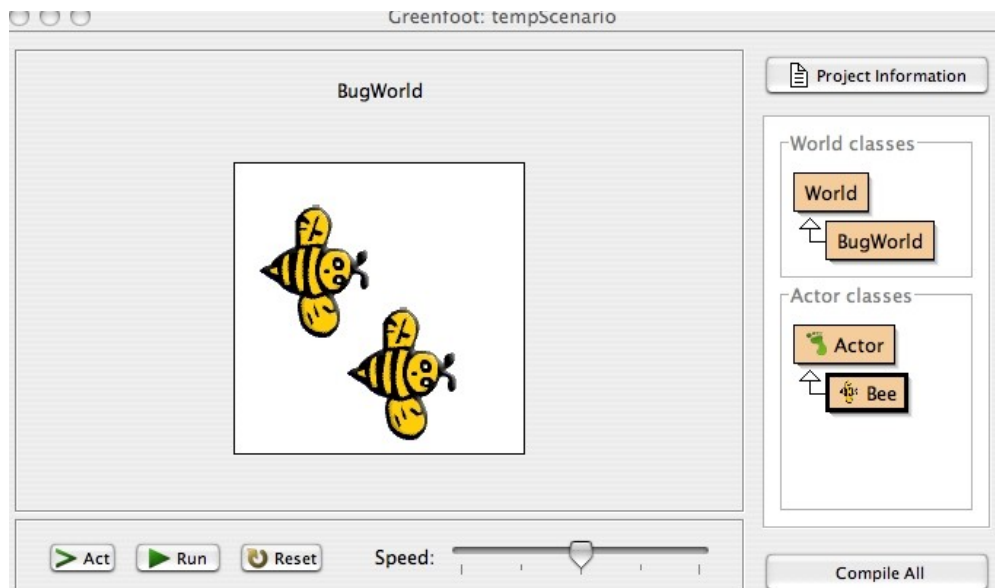 Greenfoot: tempScenario
BugWorld
Project Information
World classes
World
BugWorld
Actor classes
Actor
Bee
Act
Run
Reset
Speed:
Compile All